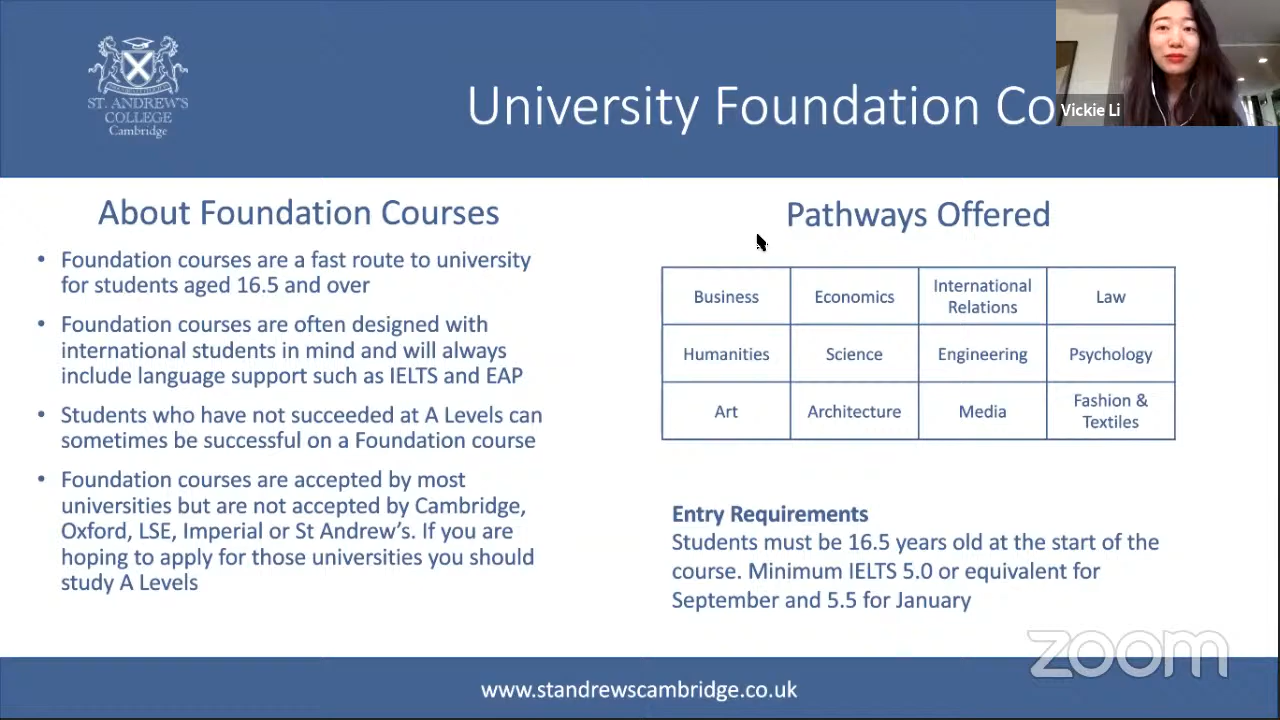 ST. ANDREW'S
COLLEGE
Cambridge
University Foundation Co
Vickie Li
About Foundation Courses
• Foundation courses are a fast route to university
for students aged 16.5 and over
• Foundation courses are often designed with
international students in mind and will always
include language support such as IELTS and EAP
• Students who have not succeeded at A Levels can
sometimes be successful on a Foundation course
• Foundation courses are accepted by most
universities but are not accepted by Cambridge,
Oxford, LSE, Imperial or St Andrew's. If you are
hoping to apply for those universities you should
study A Levels
Pathways Offered
Business Economics International Relations Law
Humanities Science Engineering Psychology
Art Architecture Media Fashion & Textiles
Entry Requirements
Students must be 16.5 years old at the start of the
course. Minimum IELTS 5.0 or equivalent for
September and 5.5 for January
zoom
www.standrewscambridge.co.uk